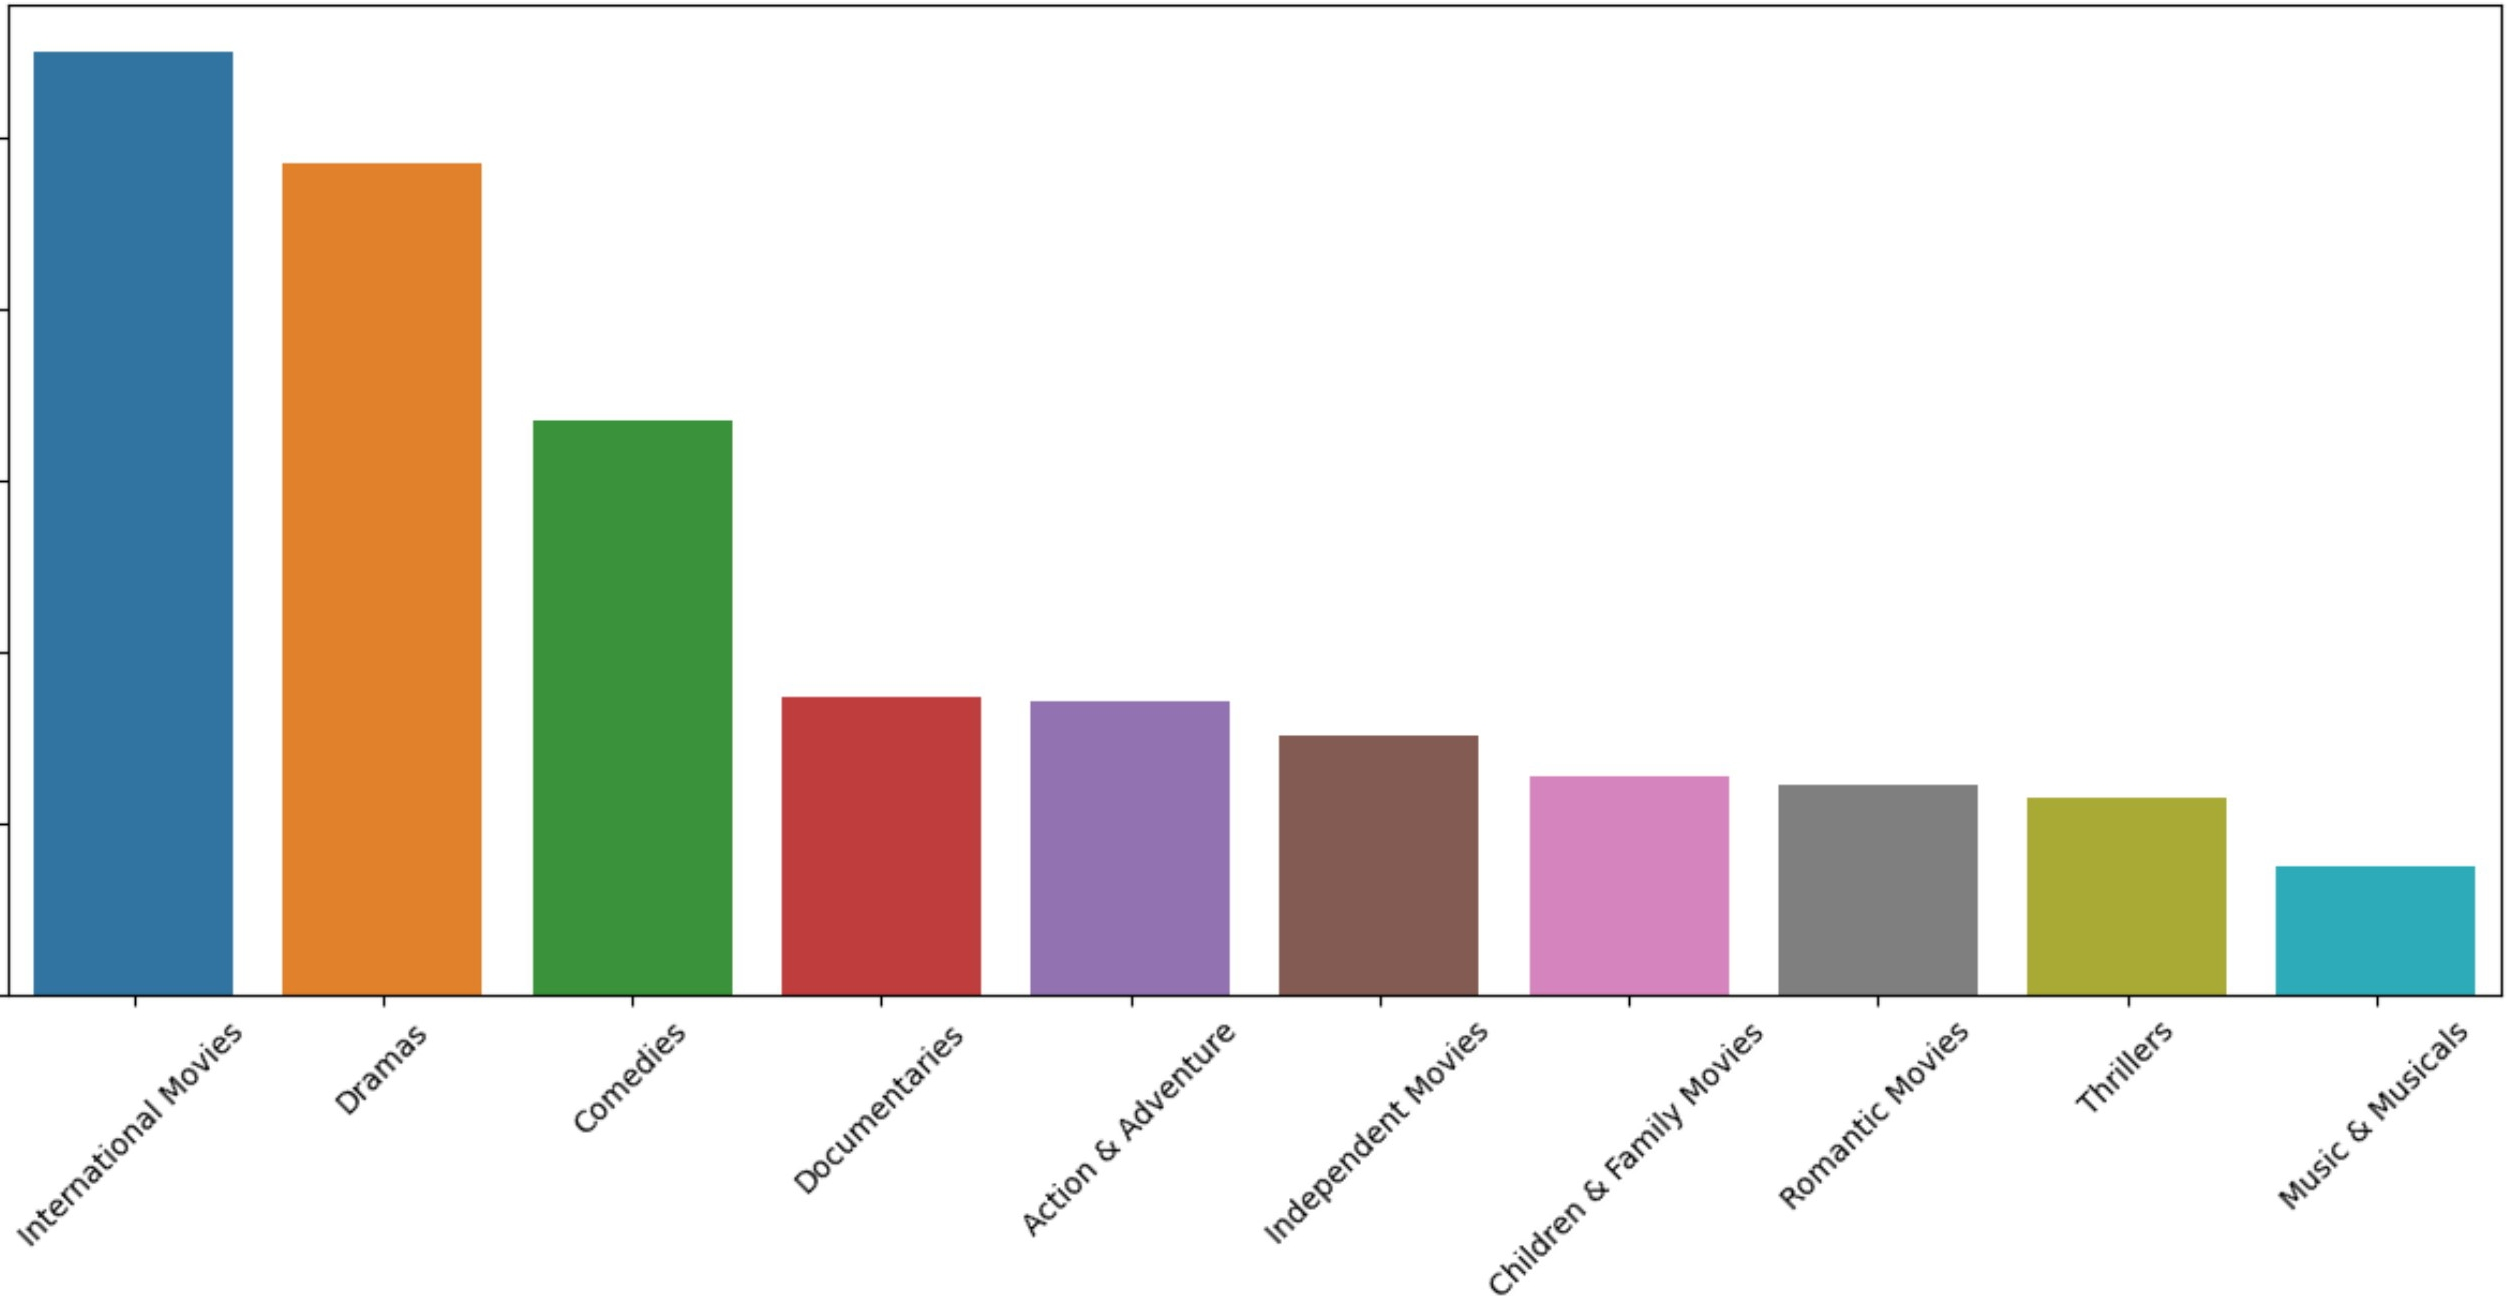 International Movies
Dramas
Comedies
Documentaries
Action & Adventure
Independent Movies
Children & Family Movies
Romantic Movies
Thrillers
Music & Musicals